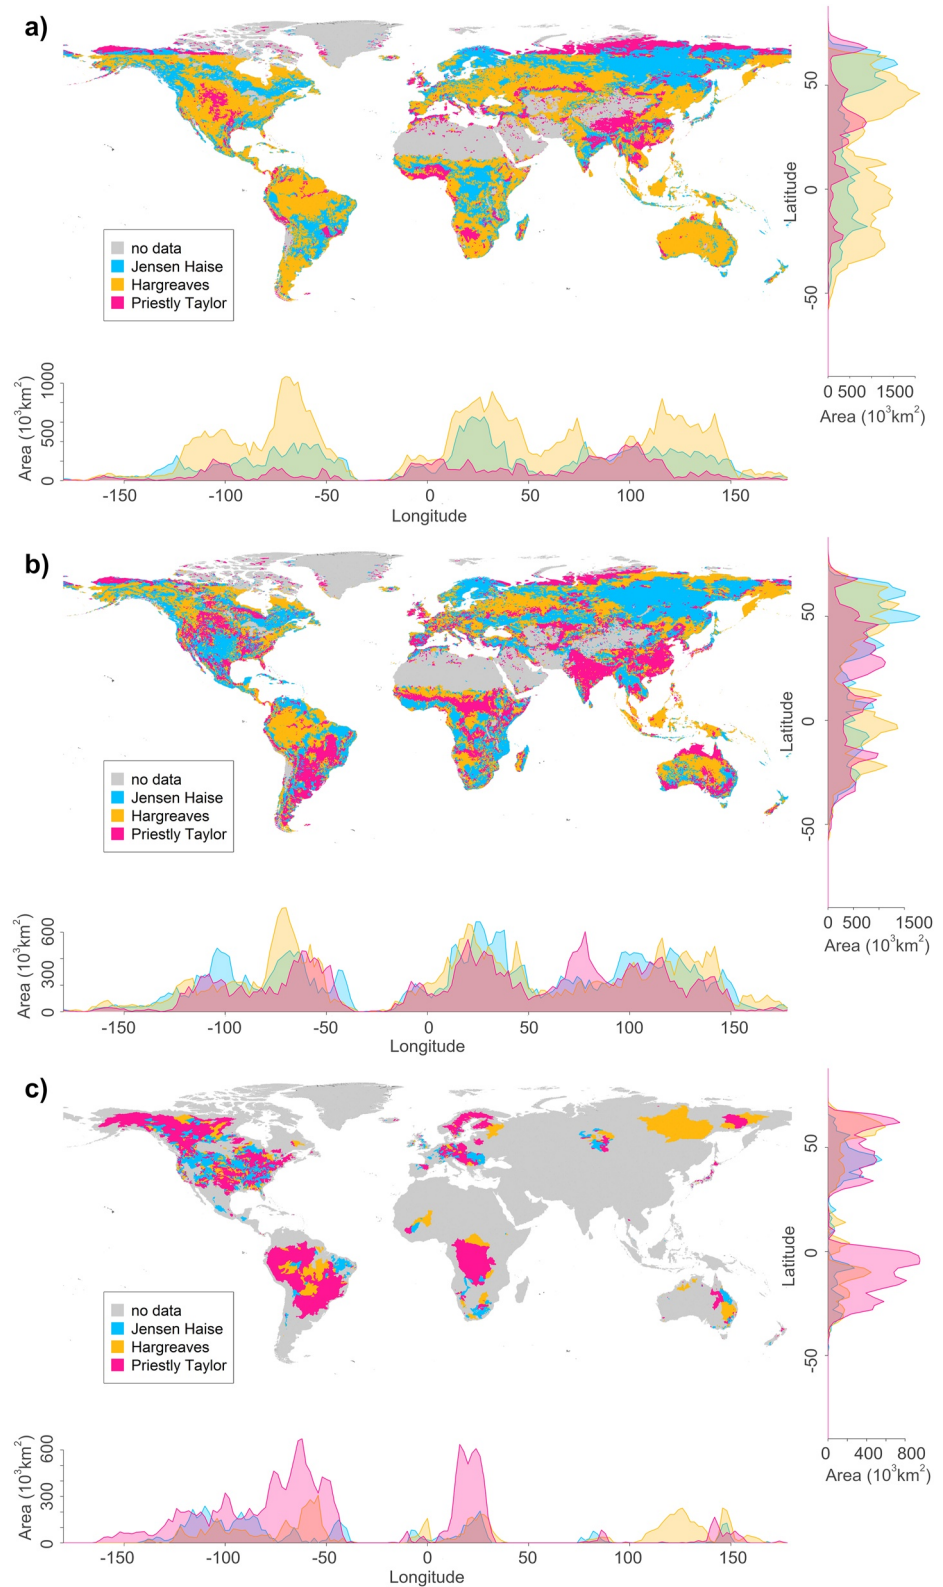 a)
no data
Jensen Haise
Hargreaves
Priestly Taylor
50
0
-50
Latitude
0 500 1500
Area (10³km²)
1000
500
0
Area (10³km²)
-150 -100 -50 0 50 100 150
Longitude
b)
no data
Jensen Haise
Hargreaves
Priestly Taylor
50
0
-50
Latitude
0 500 1500
Area (10³km²)
600
300
0
Area (10³km²)
-150 -100 -50 0 50 100 150
Longitude
c)
no data
Jensen Haise
Hargreaves
Priestly Taylor
50
0
-50
Latitude
0 400 800
Area (10³km²)
600
300
0
Area (10³km²)
-150 -100 -50 0 50 100 150
Longitude